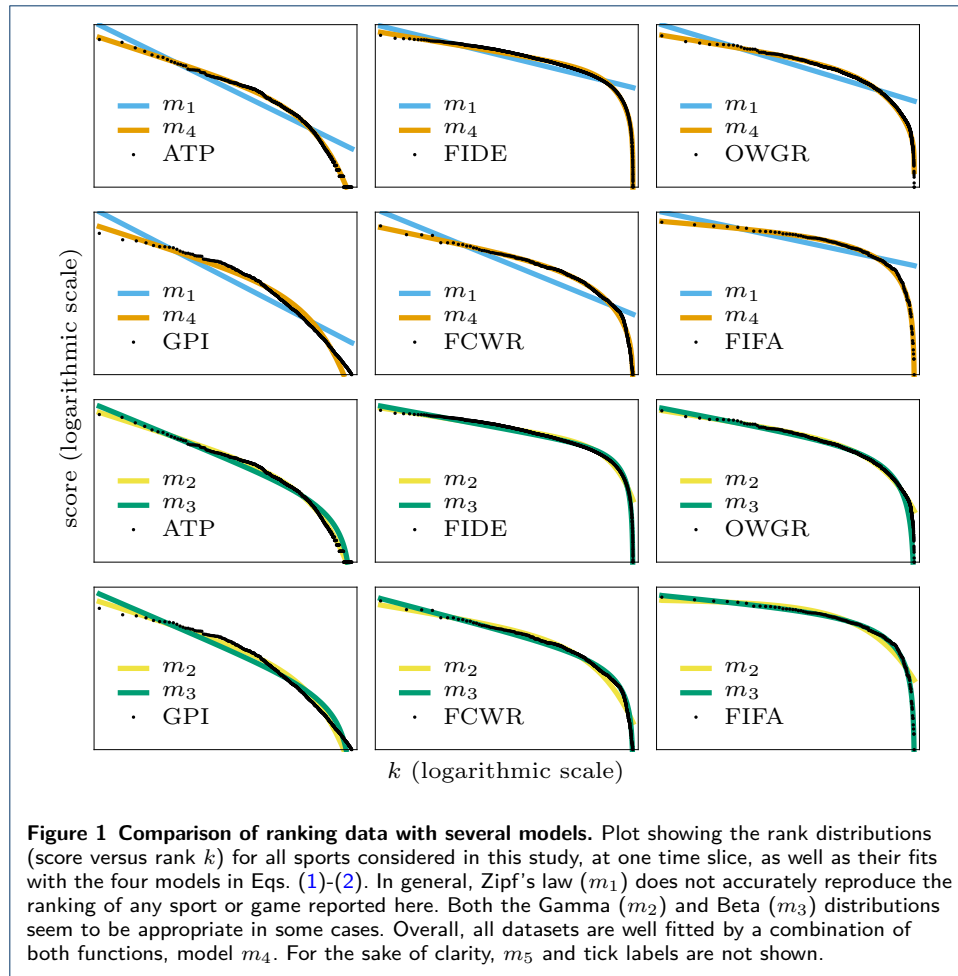 m₁
m₄
ATP
m₁
m₄
FIDE
m₁
m₄
OWGR
m₁
m₄
GPI
m₁
m₄
FCWR
m₁
m₄
FIFA
score (logarithmic scale)
m₂
m₃
ATP
m₂
m₃
FIDE
m₂
m₃
OWGR
m₂
m₃
GPI
m₂
m₃
FCWR
m₂
m₃
FIFA
k (logarithmic scale)
Figure 1 Comparison of ranking data with several models. Plot showing the rank distributions
(score versus rank k) for all sports considered in this study, at one time slice, as well as their fits
with the four models in Eqs. (1)-(2). In general, Zipf's law (m₁) does not accurately reproduce the
ranking of any sport or game reported here. Both the Gamma (m₂) and Beta (m₃) distributions
seem to be appropriate in some cases. Overall, all datasets are well fitted by a combination of
both functions, model m₄. For the sake of clarity, m₅ and tick labels are not shown.